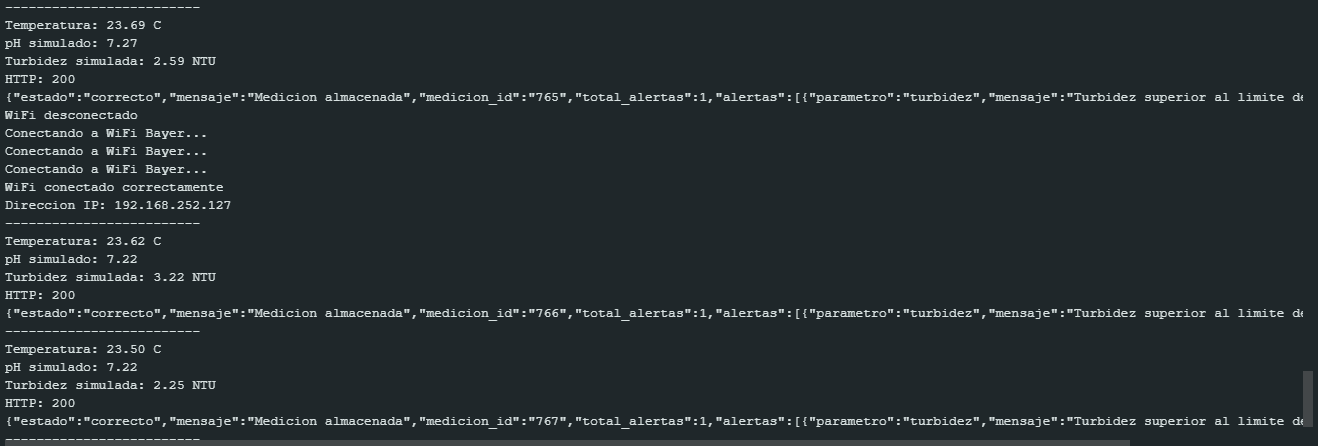 --------------------------
Temperatura: 23.69 C
pH simulado: 7.27
Turbidez simulada: 2.59 NTU
HTTP: 200
{"estado":"correcto","mensaje":"Medicion almacenada","medicion_id":"765","total_alertas":1,"alertas":[{"parametro":"turbidez","mensaje":"Turbidez superior al limite de
WiFi desconectado
Conectando a WiFi Bayer...
Conectando a WiFi Bayer...
Conectando a WiFi Bayer...
WiFi conectado correctamente
Direccion IP: 192.168.252.127
--------------------------
Temperatura: 23.62 C
pH simulado: 7.22
Turbidez simulada: 3.22 NTU
HTTP: 200
{"estado":"correcto","mensaje":"Medicion almacenada","medicion_id":"766","total_alertas":1,"alertas":[{"parametro":"turbidez","mensaje":"Turbidez superior al limite de
--------------------------
Temperatura: 23.50 C
pH simulado: 7.22
Turbidez simulada: 2.25 NTU
HTTP: 200
{"estado":"correcto","mensaje":"Medicion almacenada","medicion_id":"767","total_alertas":1,"alertas":[{"parametro":"turbidez","mensaje":"Turbidez superior al limite de
--------------------------